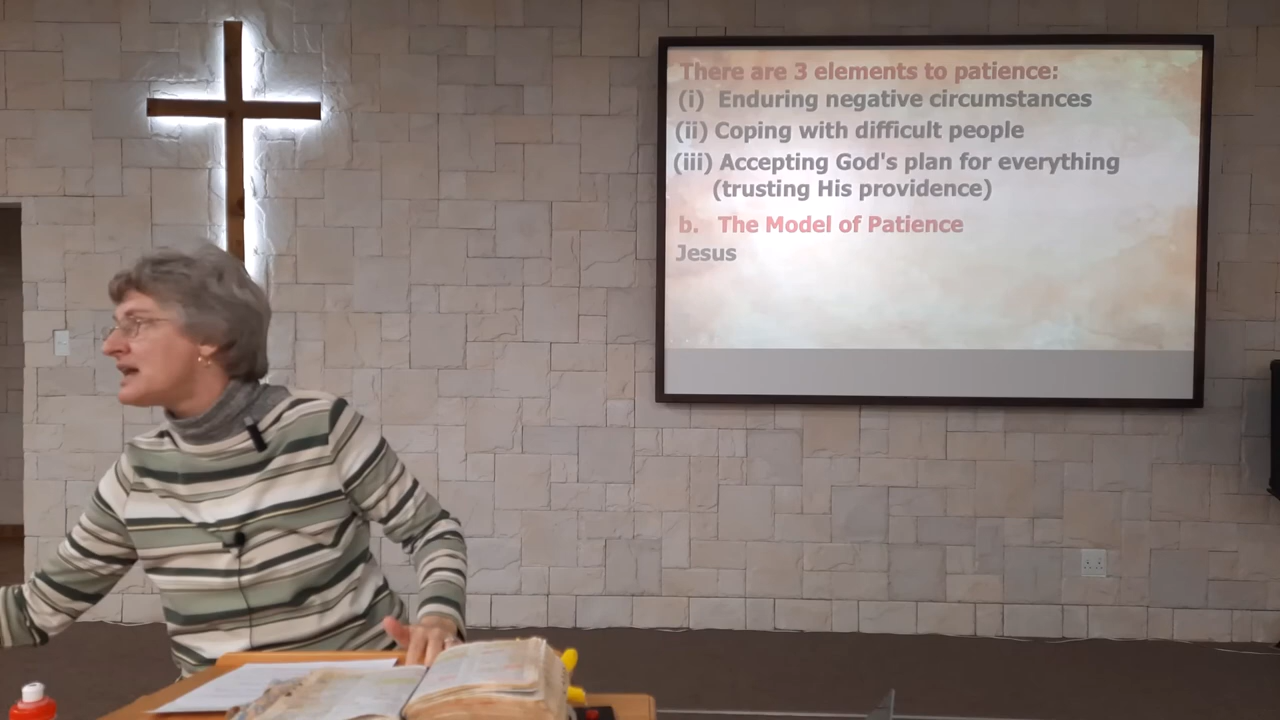 There are 3 elements to patience:
(i) Enduring negative circumstances
(ii) Coping with difficult people
(iii) Accepting God's plan for everything
(trusting His providence)
b. The Model of Patience
Jesus